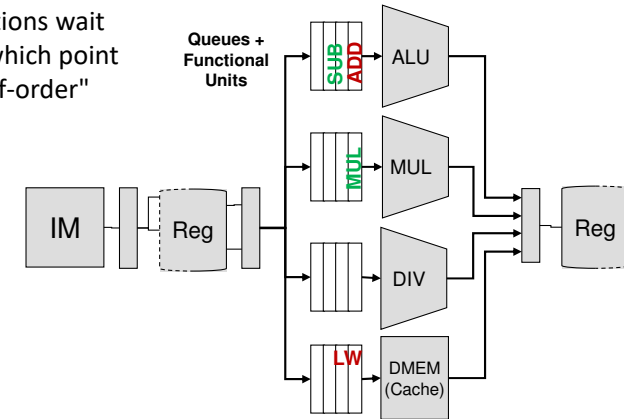 tions wait
which point
f-order"
Queues +
Functional
Units
SUB
ADD
ALU
MUL
MUL
IM
Reg
DIV
Reg
LW
DMEM
(Cache)